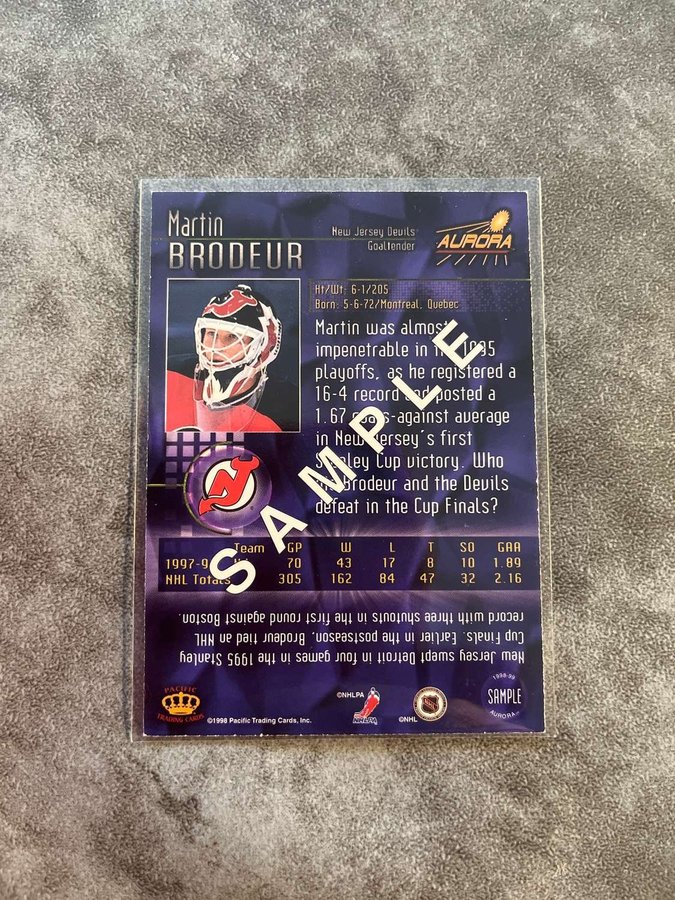 Martin
BRODEUR
New Jersey Devils
Goaltender
AURORA
Ht/Wt: 6-1/205
Born: 5-6-72/Montreal, Quebec
Martin was almost
impenetrable in the 1995
playoffs, as he registered a
16-4 record and posted a
1.67 goals-against average
in New Jersey's first
Stanley Cup victory. Who
did Brodeur and the Devils
defeat in the Cup Finals?
SAMPLE
Team GP W L T SO GAA
1997-9 70 43 17 8 10 1.89
NHL Totals 305 162 84 47 32 2.16
New Jersey swept Detroit in four games in the 1995 Stanley
Cup Finals. Earlier in the postseason, Brodeur tied an NHL
record with three shutouts in the first round against Boston.
PACIFIC
TRADING CARDS
©1998 Pacific Trading Cards, Inc.
©NHLPA
NHLPA
©NHL
1998-99
SAMPLE
AURORA